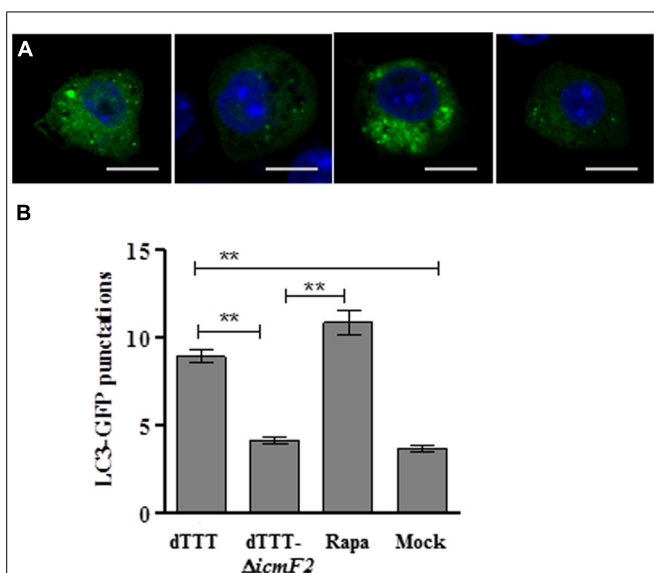 A
B
LC3-GFP punctations
15
10
5
0
**
**
**
dTTT
dTTT-
ΔicmF2
Rapa
Mock